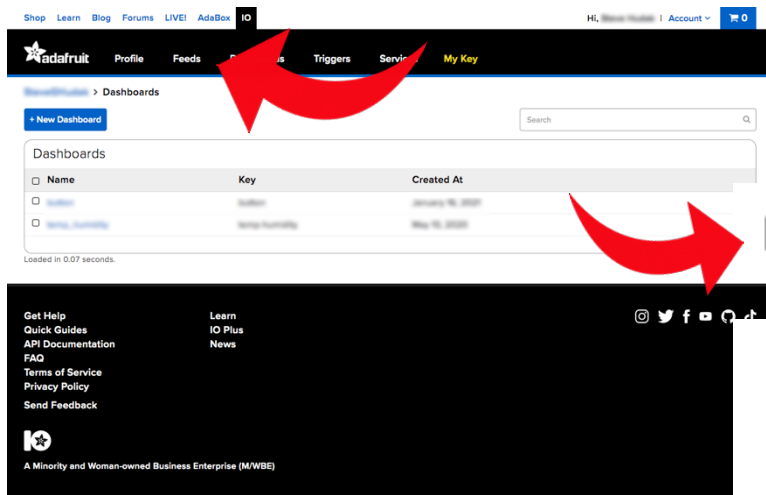 Shop Learn Blog Forums LIVE! AdaBox IO Hi, | Account 0
adafruit Profile Feeds Triggers My Key
> Dashboards
+ New Dashboard Search
Dashboards
Name Key Created At
Loaded in 0.07 seconds.
Get Help Learn
Quick Guides IO Plus
API Documentation News
FAQ
Terms of Service
Privacy Policy
Send Feedback
IO
A Minority and Woman-owned Business Enterprise (M/WBE)